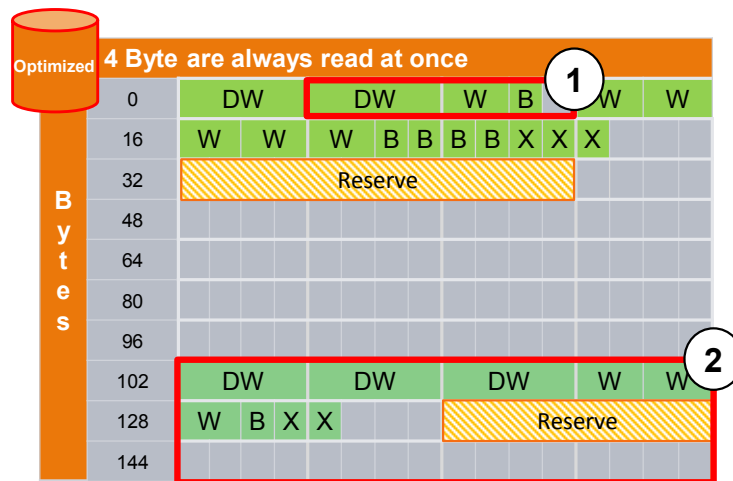 Optimized
4 Byte are always read at once
1
0 DW DW W B W W
16 W W W B B B B X X X
32 Reserve
48
64
80
96
2
102 DW DW DW W W
128 W B X X Reserve
144
Bytes